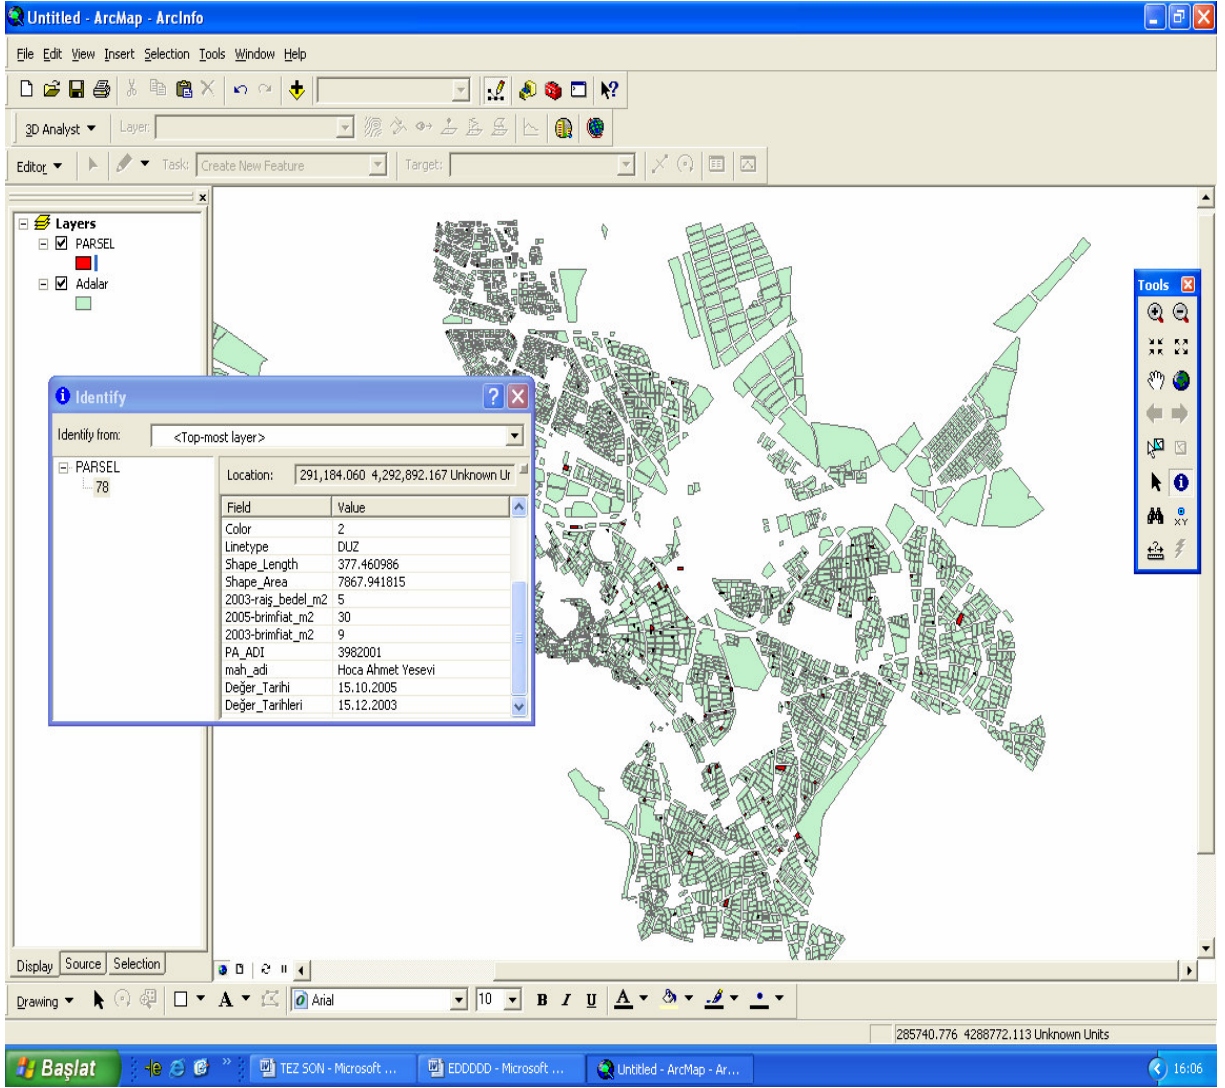 Untitled - ArcMap - ArcInfo
File Edit View Insert Selection Tools Window Help
3D Analyst Layer:
Editor Task: Create New Feature Target:
Layers
PARSEL
Adalar
Tools
XY
Identify
Identify from: <Top-most layer>
PARSEL
78
Location: 291,184.060 4,292,892.167 Unknown Ur
Field Value
Color 2
Linetype DUZ
Shape_Length 377.460986
Shape_Area 7867.941815
2003-raiş_bedel_m2 5
2005-brimfiat_m2 30
2003-brimfiat_m2 9
PA_ADI 3982001
mah_adi Hoca Ahmet Yesevi
Değer_Tarihi 15.10.2005
Değer_Tarihleri 15.12.2003
Display Source Selection
Drawing A Arial 10 B I U A
285740.776 4288772.113 Unknown Units
Başlat TEZ SON - Microsoft ... EDDDDD - Microsoft ... Untitled - ArcMap - Ar... 16:06